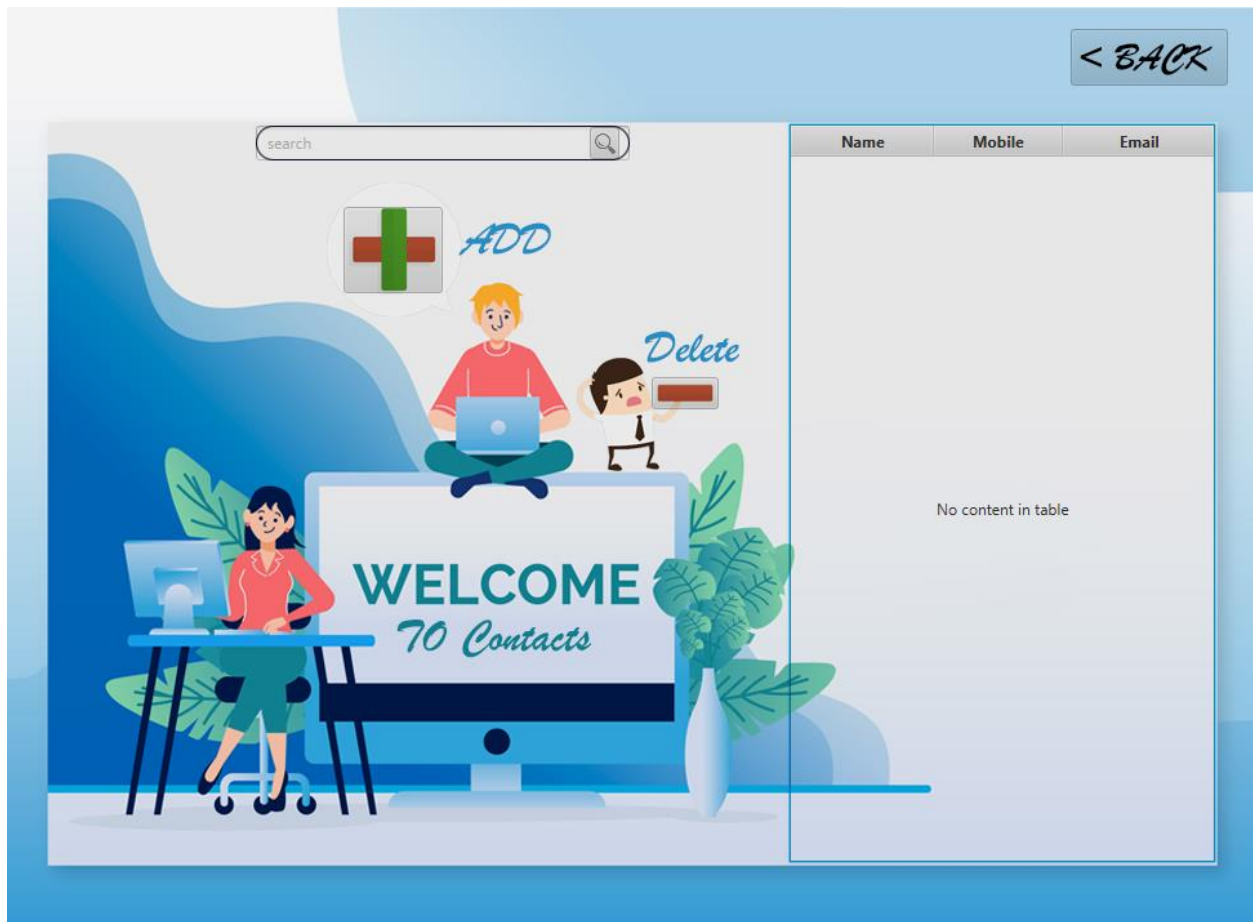 < BACK
search
Name Mobile Email
ADD
Delete
No content in table
WELCOME
TO Contacts